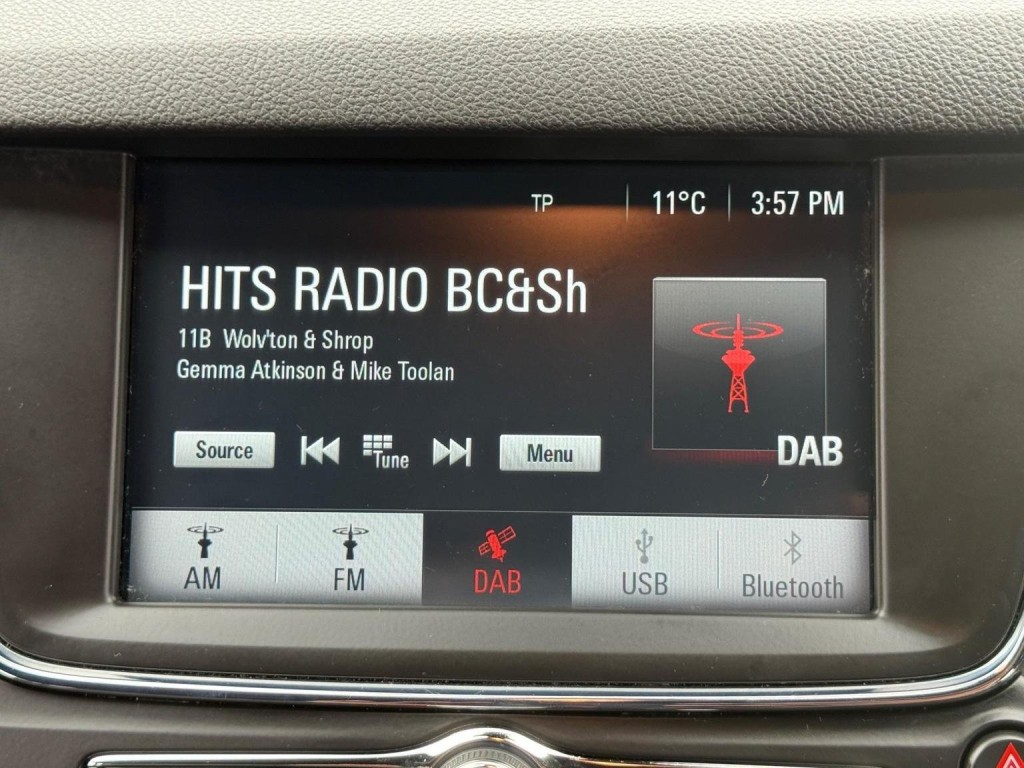 TP 11°C 3:57 PM
HITS RADIO BC&Sh
11B Wolv'ton & Shrop
Gemma Atkinson & Mike Toolan
DAB
Source Tune Menu
AM FM DAB USB Bluetooth